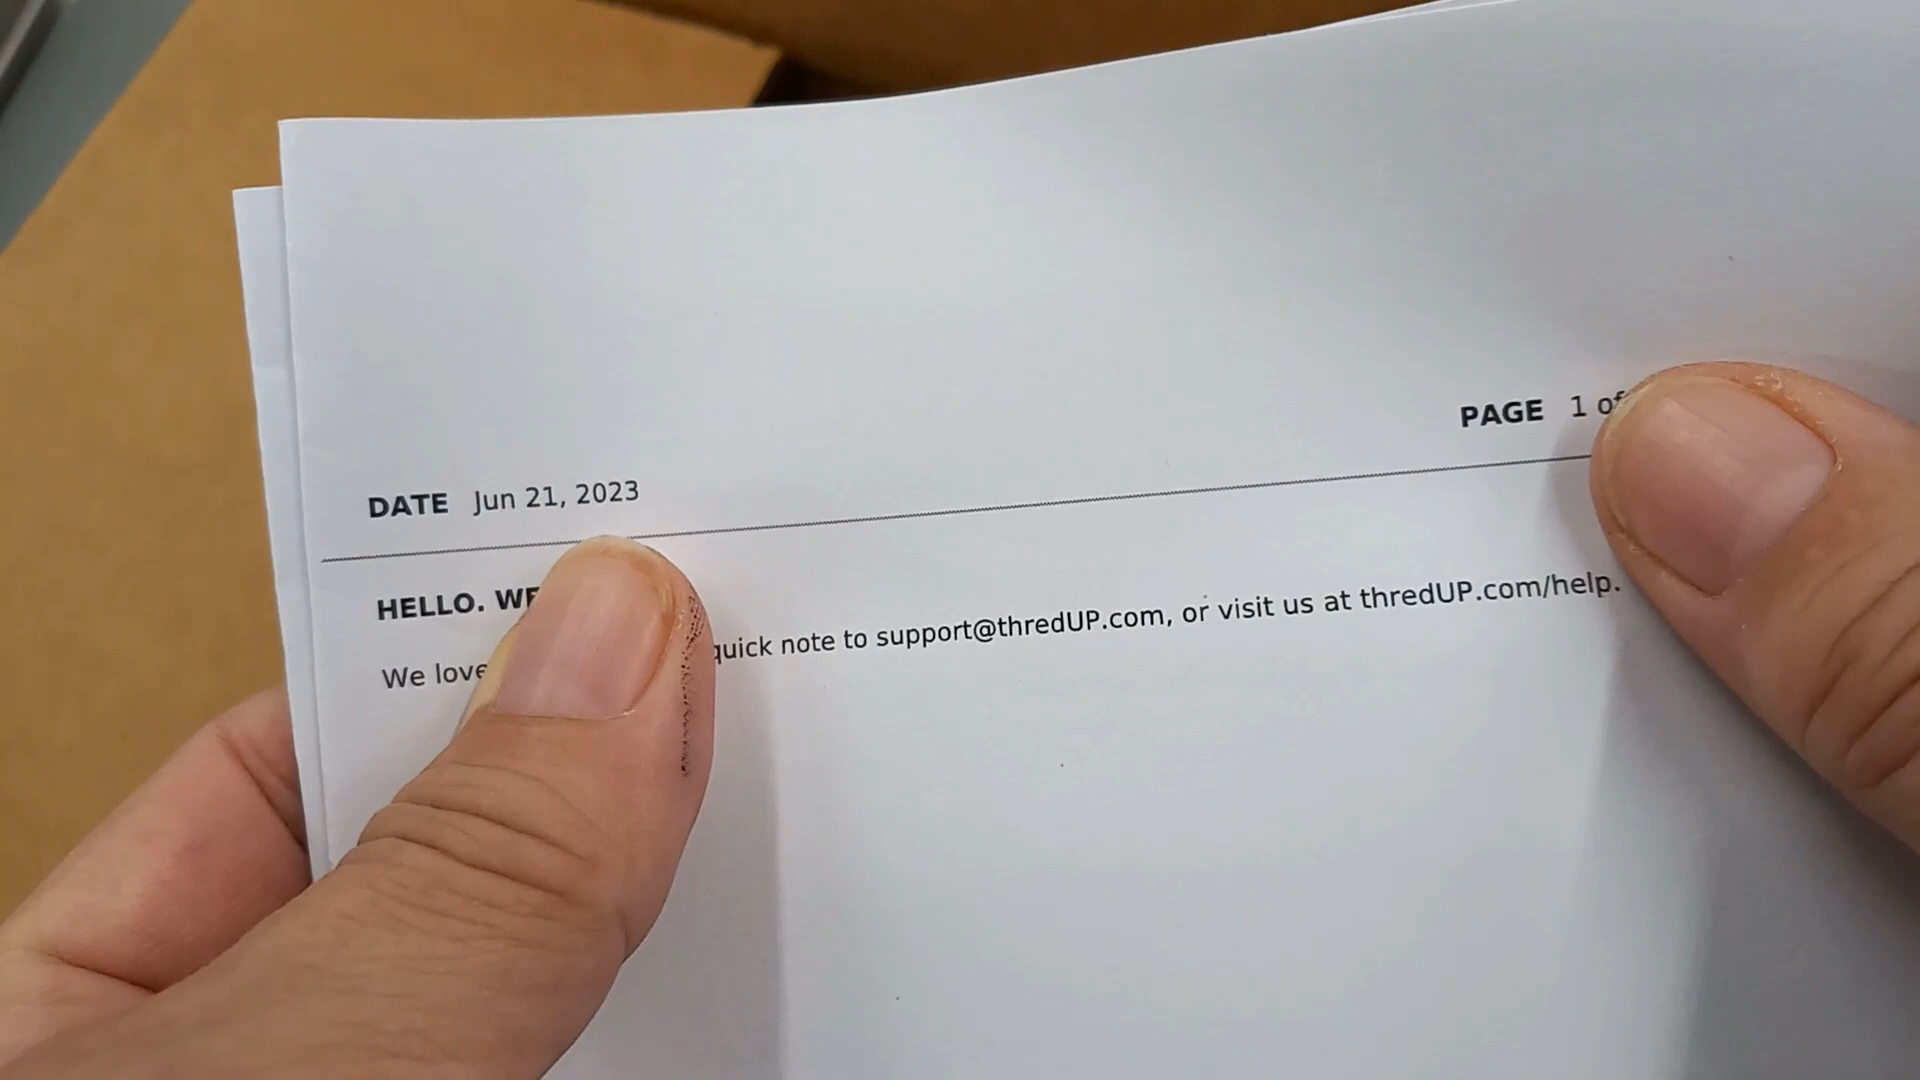 PAGE 1 of
DATE Jun 21, 2023
HELLO.
We love quick note to support@thredUP.com, or visit us at thredUP.com/help.